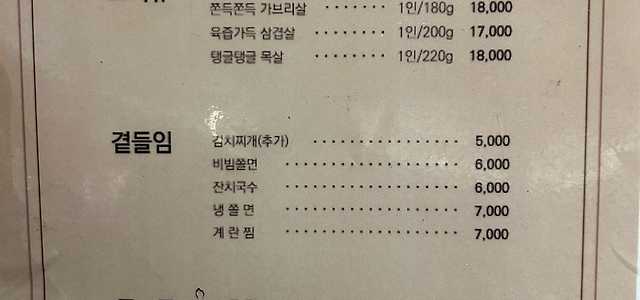 쫀득쫀득 가브리살 ········ 1인/180g 18,000
육즙가득 삼겹살 ········ 1인/200g 17,000
탱글탱글 목살 ········ 1인/220g 18,000
곁들임
김치찌개(추가) ················ 5,000
비빔쫄면 ·················· 6,000
잔치국수 ·················· 6,000
냉쫄면 ·················· 7,000
계란찜 ·················· 7,000